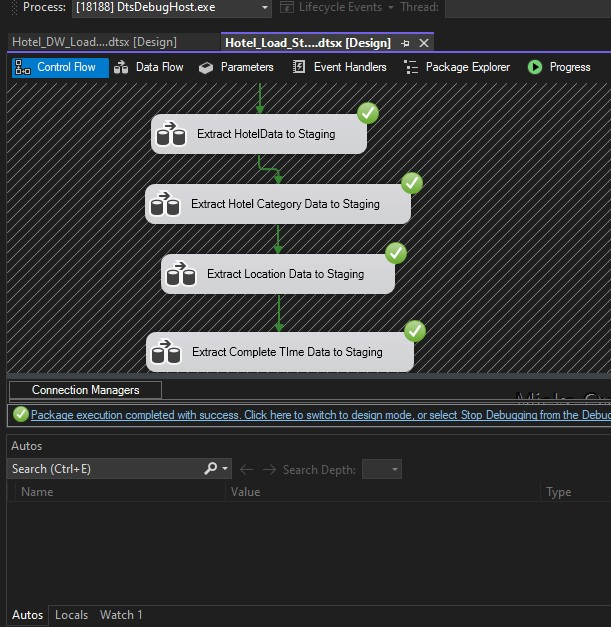 Process: [18188] DtsDebugHost.exe Lifecycle Events Thread:
Hotel_DW_Load....dtsx [Design] Hotel_Load_St....dtsx [Design]
Control Flow Data Flow Parameters Event Handlers Package Explorer Progress
Extract HotelData to Staging
Extract Hotel Category Data to Staging
Extract Location Data to Staging
Extract Complete TIme Data to Staging
Connection Managers
Package execution completed with success. Click here to switch to design mode, or select Stop Debugging from the Debug
Autos
Search (Ctrl+E) Search Depth:
Name Value Type
Autos Locals Watch 1